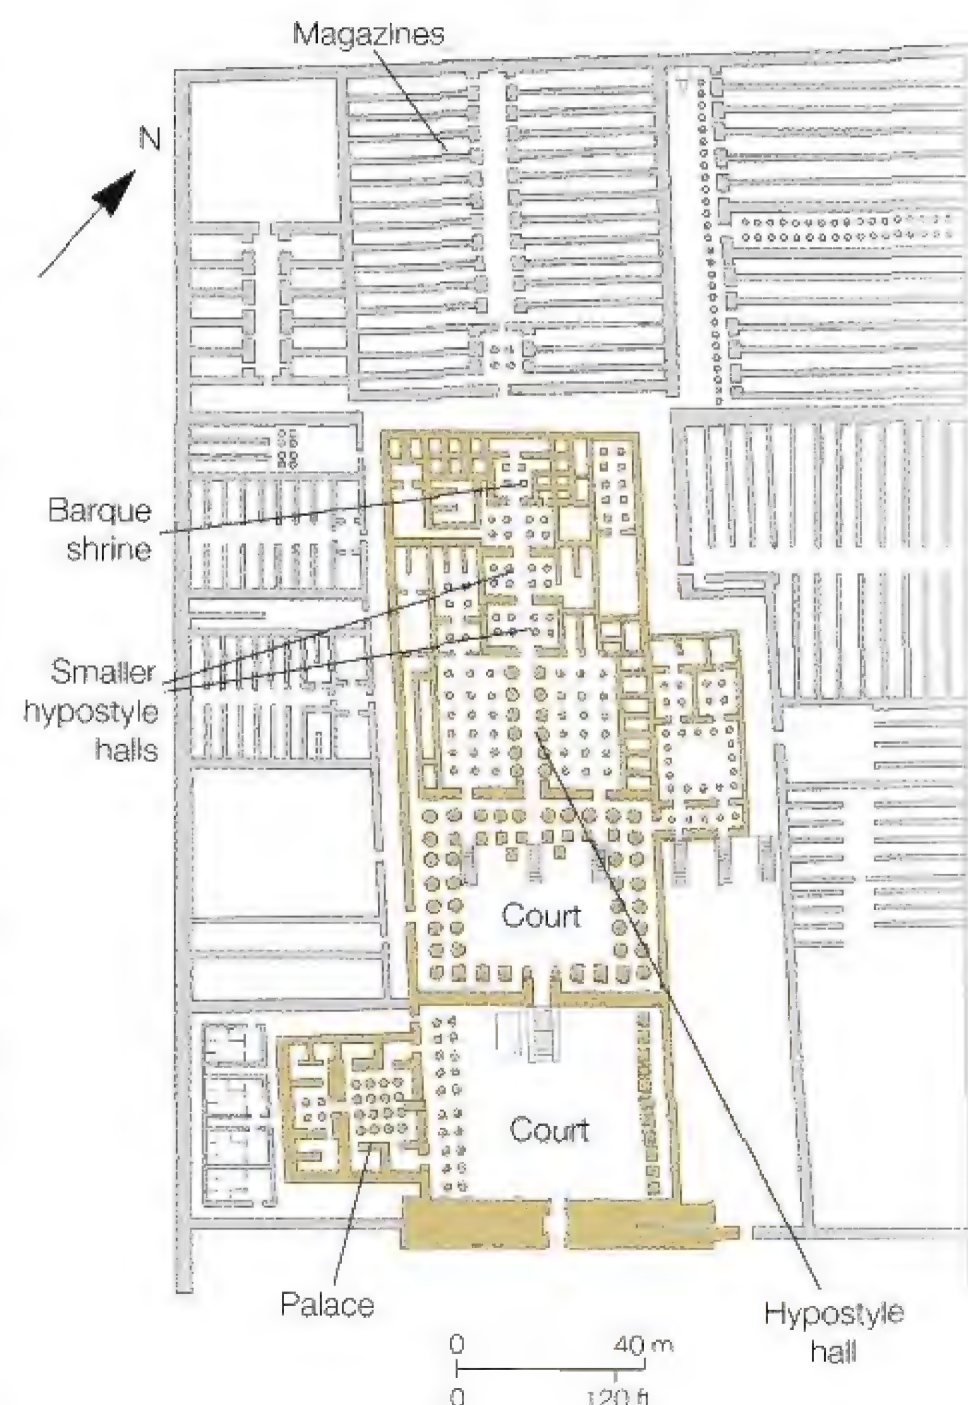 Magazines
N
Barque
shrine
Smaller
hypostyle
halls
Court
Court
Palace
Hypostyle
hall
0 40 m
0 120 ft